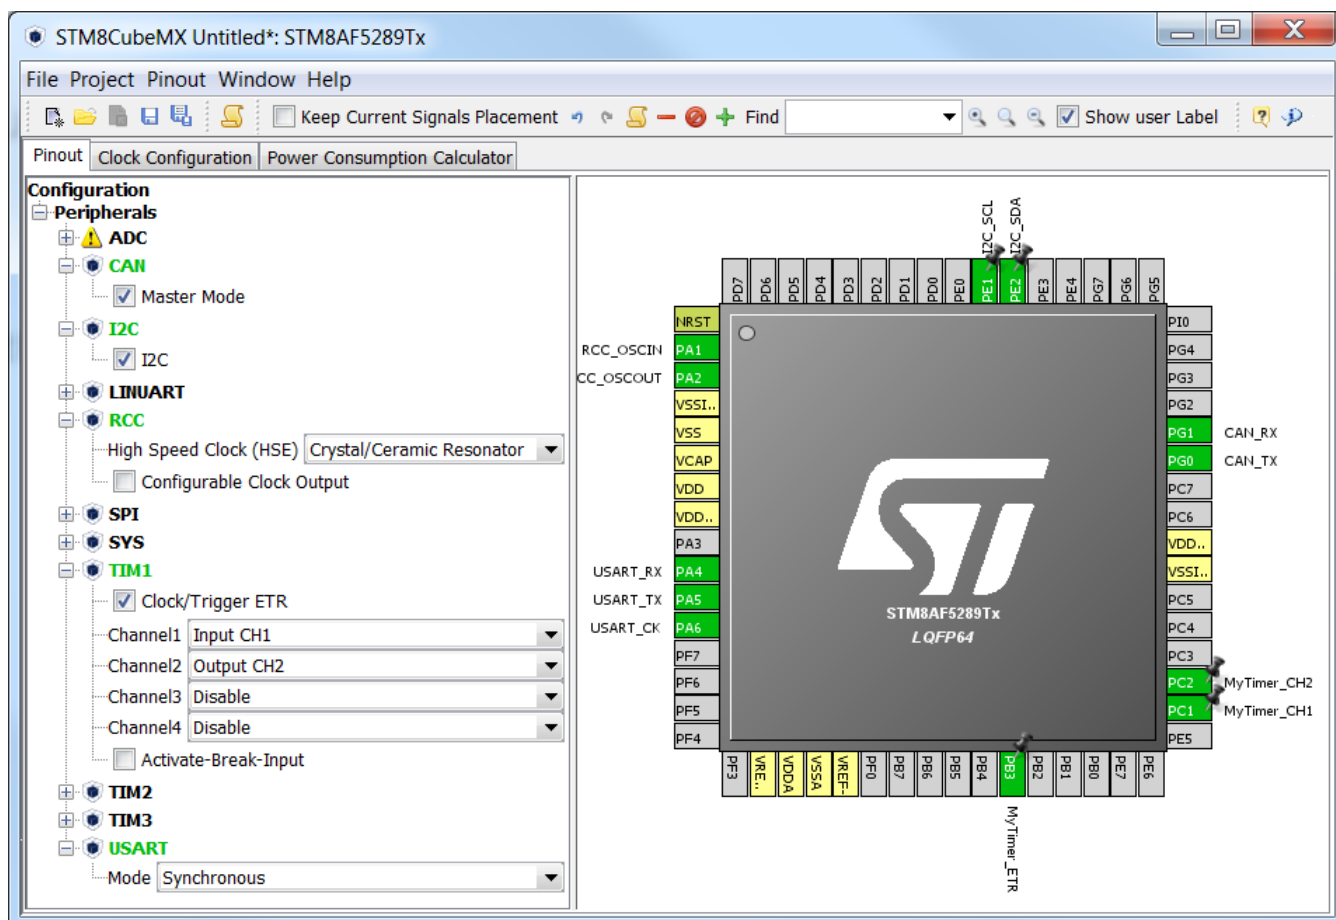 STM8CubeMX Untitled*: STM8AF5289Tx
File Project Pinout Window Help
Keep Current Signals Placement Find Show user Label
Pinout Clock Configuration Power Consumption Calculator
Configuration
Peripherals
ADC
CAN
Master Mode
I2C
I2C
LINUART
RCC
High Speed Clock (HSE) Crystal/Ceramic Resonator
Configurable Clock Output
SPI
SYS
TIM1
Clock/Trigger ETR
Channel1 Input CH1
Channel2 Output CH2
Channel3 Disable
Channel4 Disable
Activate-Break-Input
TIM2
TIM3
USART
Mode Synchronous
I2C_SCL
I2C_SDA
PD7 PD6 PD5 PD4 PD3 PD2 PD1 PD0 PE0 PE1 PE2 PE3 PE4 PG7 PG6 PG5
NRST
RCC_OSCIN PA1
CC_OSCOUT PA2
VSSI..
VSS
VCAP
VDD
VDD..
PA3
USART_RX PA4
USART_TX PA5
USART_CK PA6
PF7
PF6
PF5
PF4
ST
STM8AF5289Tx
LQFP64
PI0
PG4
PG3
PG2
PG1 CAN_RX
PG0 CAN_TX
PC7
PC6
VDD..
VSSI..
PC5
PC4
PC3
PC2 MyTimer_CH2
PC1 MyTimer_CH1
PE5
PF3 VRE.. VDDA VSSA VREF- PF0 PB7 PB6 PB5 PB4 PB3 PB2 PB1 PB0 PE7 PE6
MyTimer_ETR